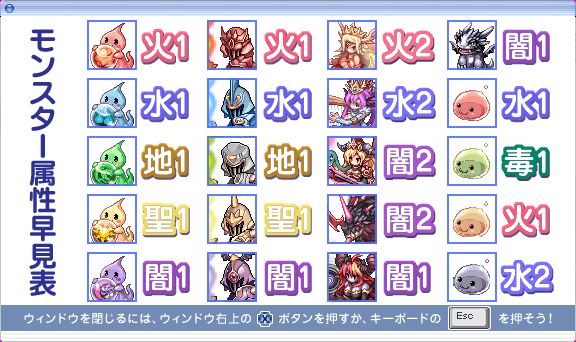 モンスター属性早見表
火1 火1 火2 闇1
水1 水1 水2 水1
地1 地1 闇2 毒1
聖1 聖1 闇2 火1
闇1 闇1 闇1 水2
ウィンドウを閉じるには、ウィンドウ右上の ボタンを押すか、キーボードの Esc を押そう!